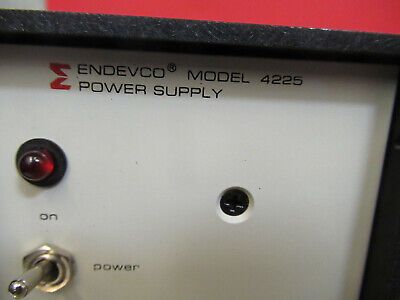 ENDEVCO® MODEL 4225
POWER SUPPLY
on
power